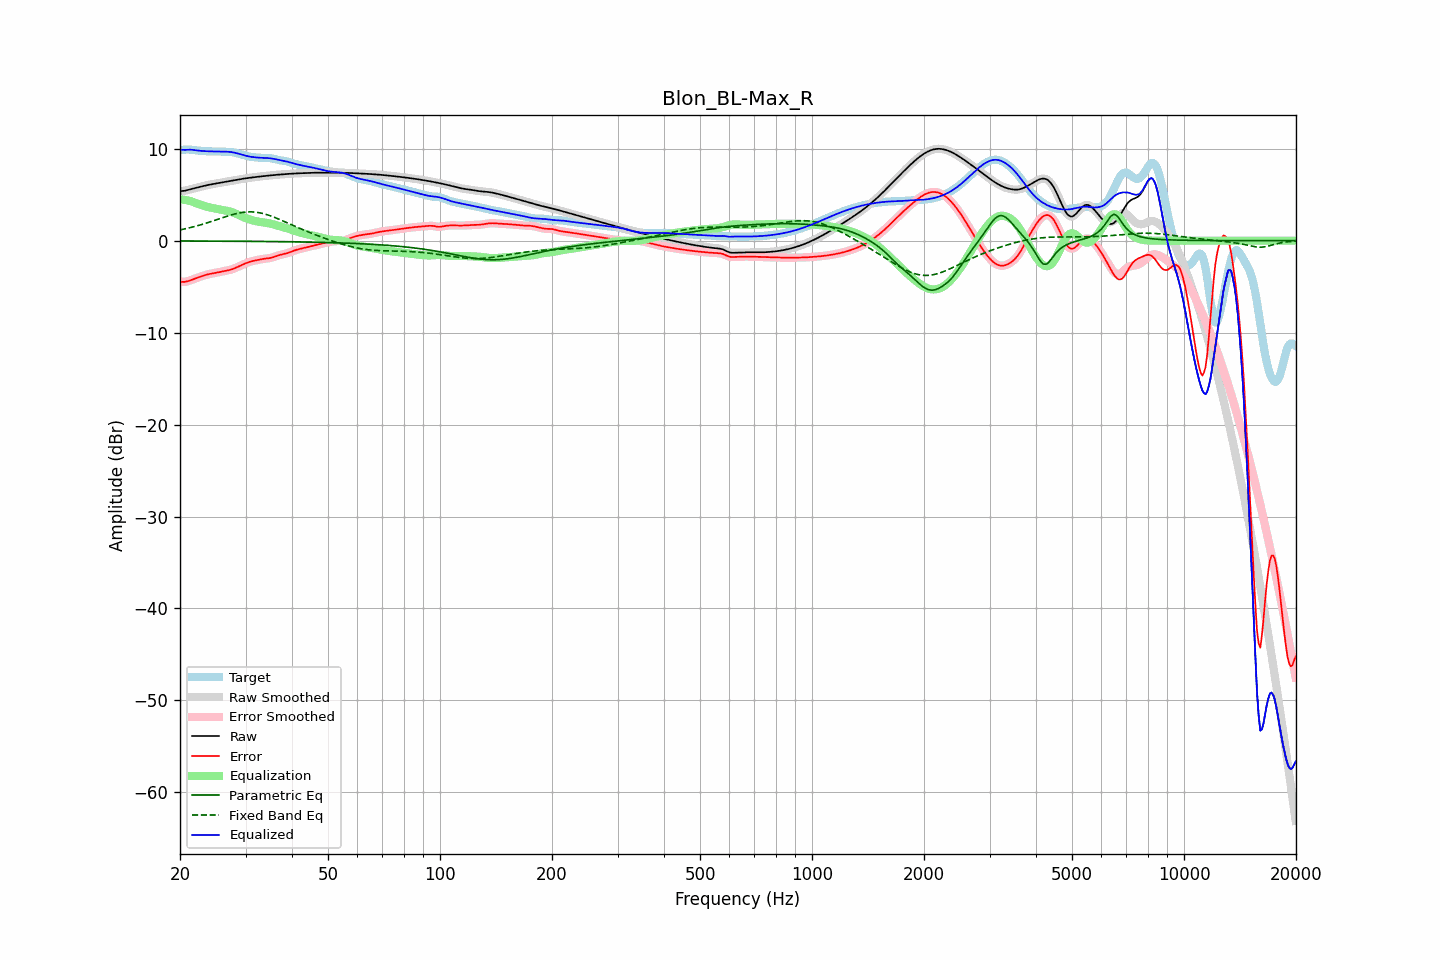 Blon_BL-Max_R
10
0
−10
−20
−30
−40
−50
−60
Amplitude (dBr)
Target
Raw Smoothed
Error Smoothed
Raw
Error
Equalization
Parametric Eq
Fixed Band Eq
Equalized
20 50 100 200 500 1000 2000 5000 10000 20000
Frequency (Hz)